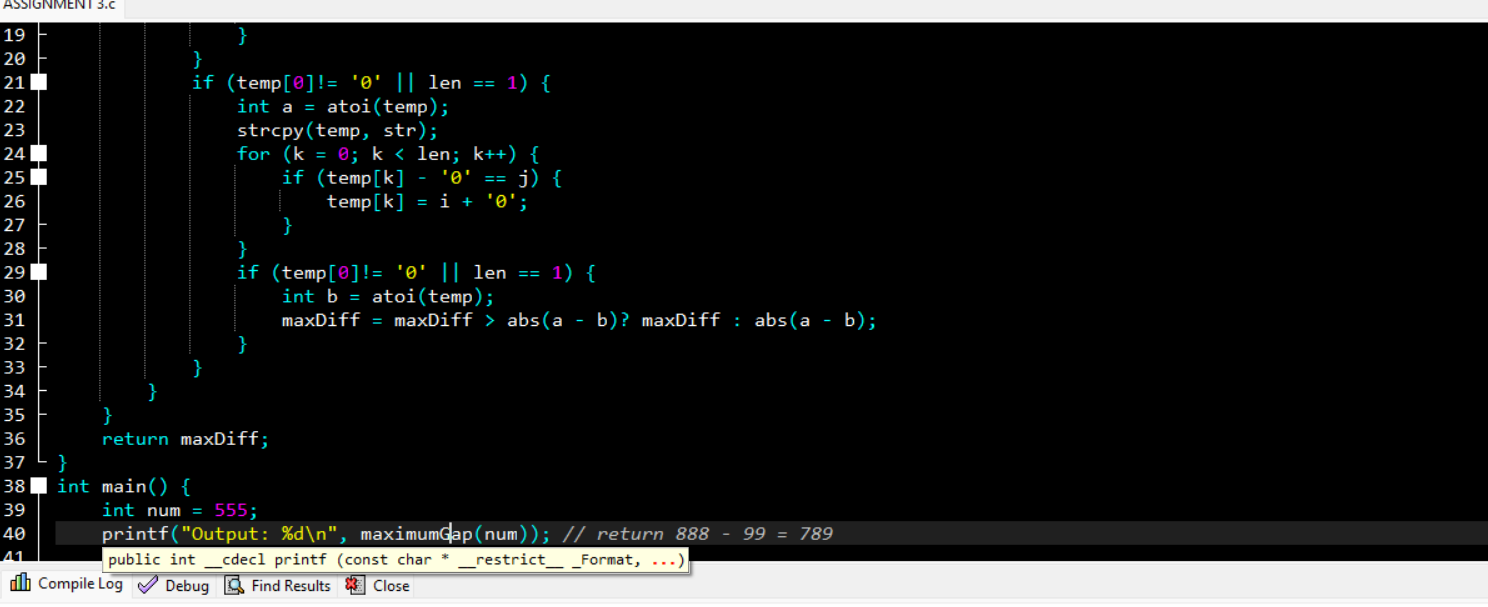 ASSIGNMENT 3.c
19 }
20 }
21 if (temp[0]!= '0' || len == 1) {
22 int a = atoi(temp);
23 strcpy(temp, str);
24 for (k = 0; k < len; k++) {
25 if (temp[k] - '0' == j) {
26 temp[k] = i + '0';
27 }
28 }
29 if (temp[0]!= '0' || len == 1) {
30 int b = atoi(temp);
31 maxDiff = maxDiff > abs(a - b)? maxDiff : abs(a - b);
32 }
33 }
34 }
35 }
36 return maxDiff;
37 }
38 int main() {
39 int num = 555;
40 printf("Output: %d\n", maximumGap(num)); // return 888 - 99 = 789
41
public int __cdecl printf (const char * __restrict__ _Format, ...)
Compile Log Debug Find Results Close